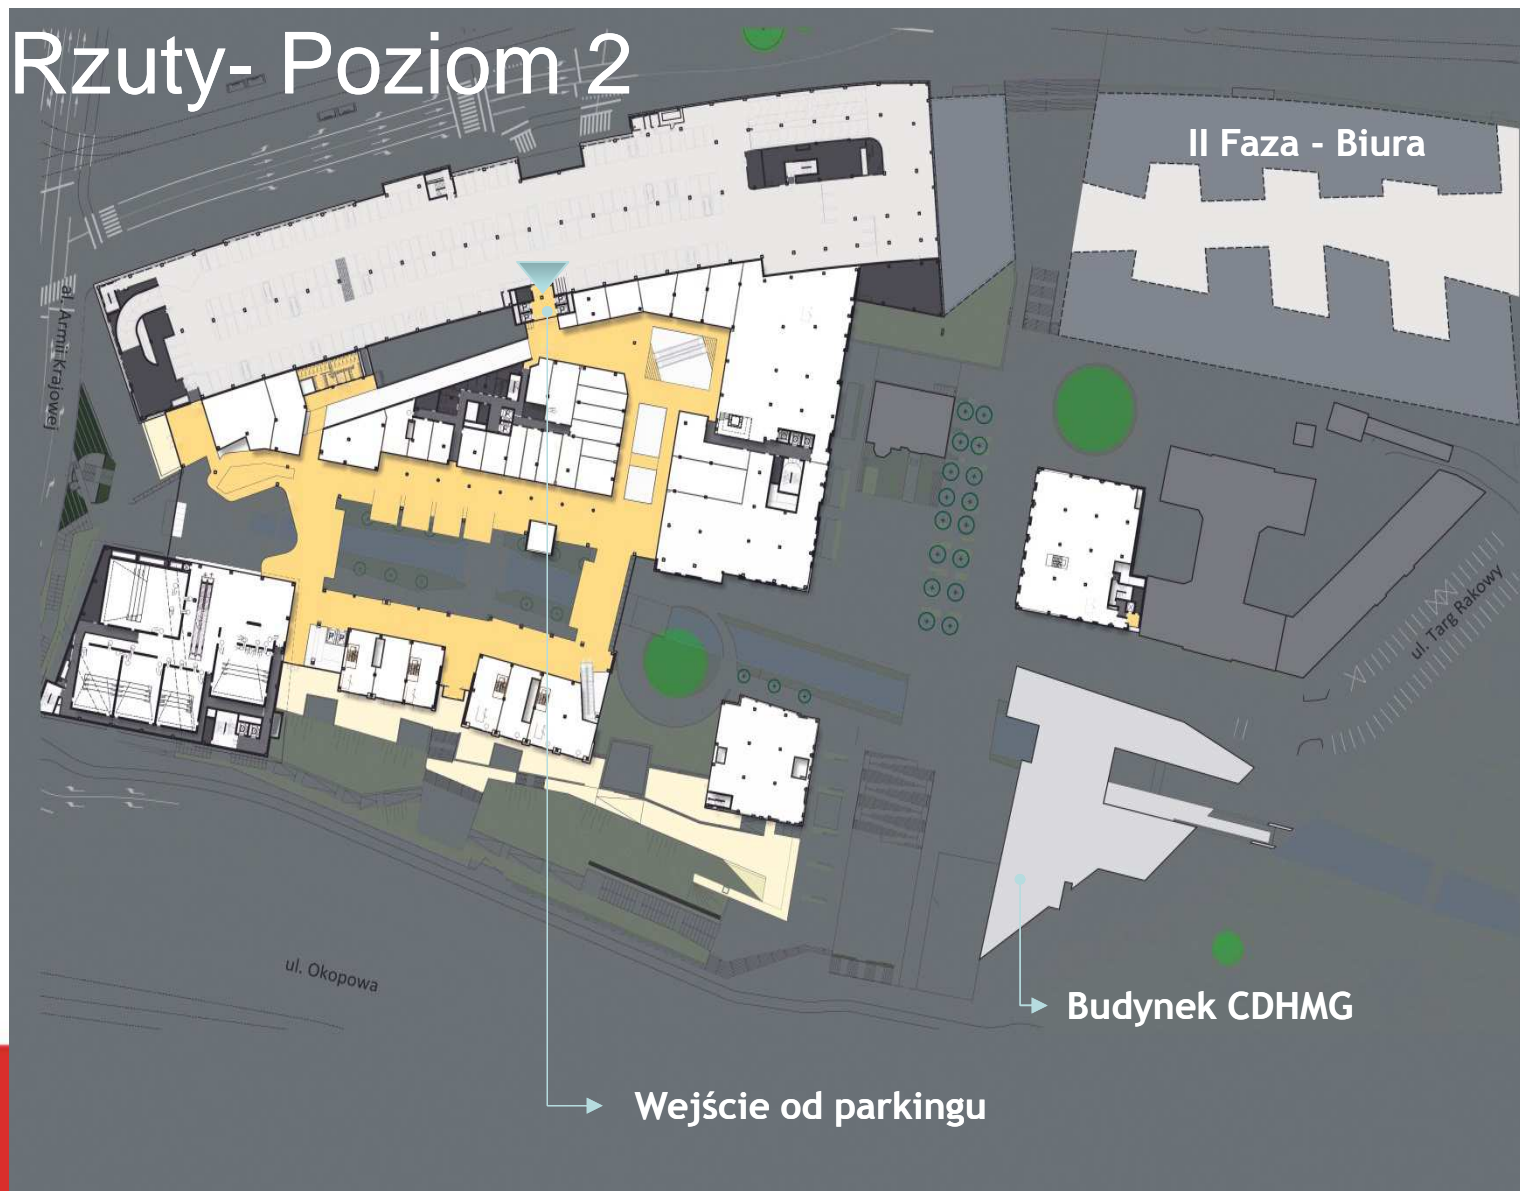 Rzuty- Poziom 2
II Faza - Biura
al. Armii Krajowej
ul. Targ Rakowy
ul. Okopowa
Budynek CDHMG
Wejście od parkingu